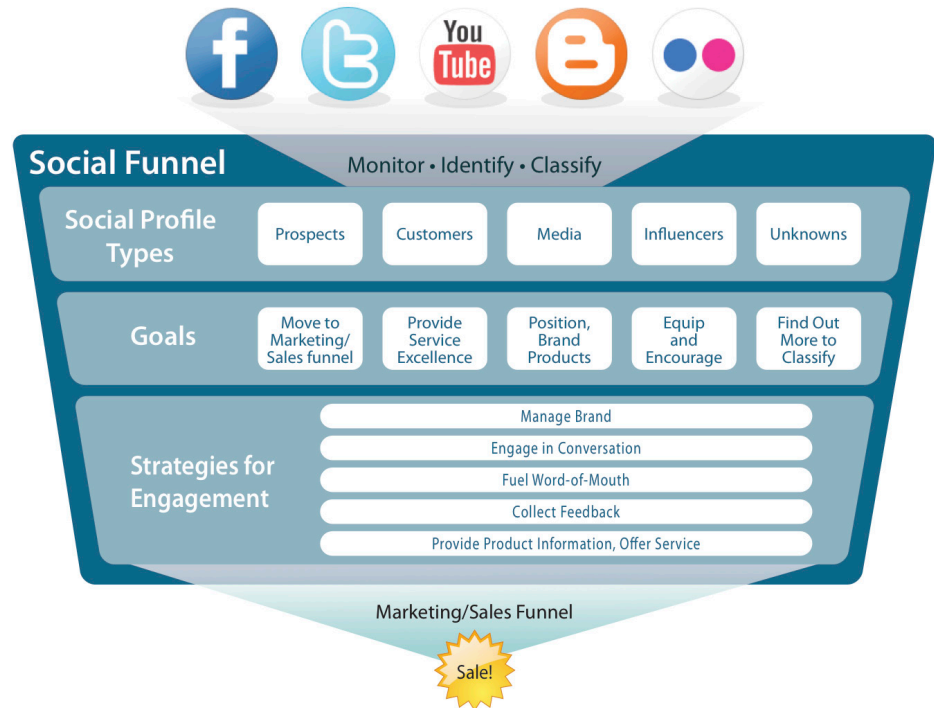 f
t
You
Tube
B
Social Funnel
Monitor • Identify • Classify
Social Profile
Types
Prospects
Customers
Media
Influencers
Unknowns
Goals
Move to
Marketing/
Sales funnel
Provide
Service
Excellence
Position,
Brand
Products
Equip
and
Encourage
Find Out
More to
Classify
Strategies for
Engagement
Manage Brand
Engage in Conversation
Fuel Word-of-Mouth
Collect Feedback
Provide Product Information, Offer Service
Marketing/Sales Funnel
Sale!